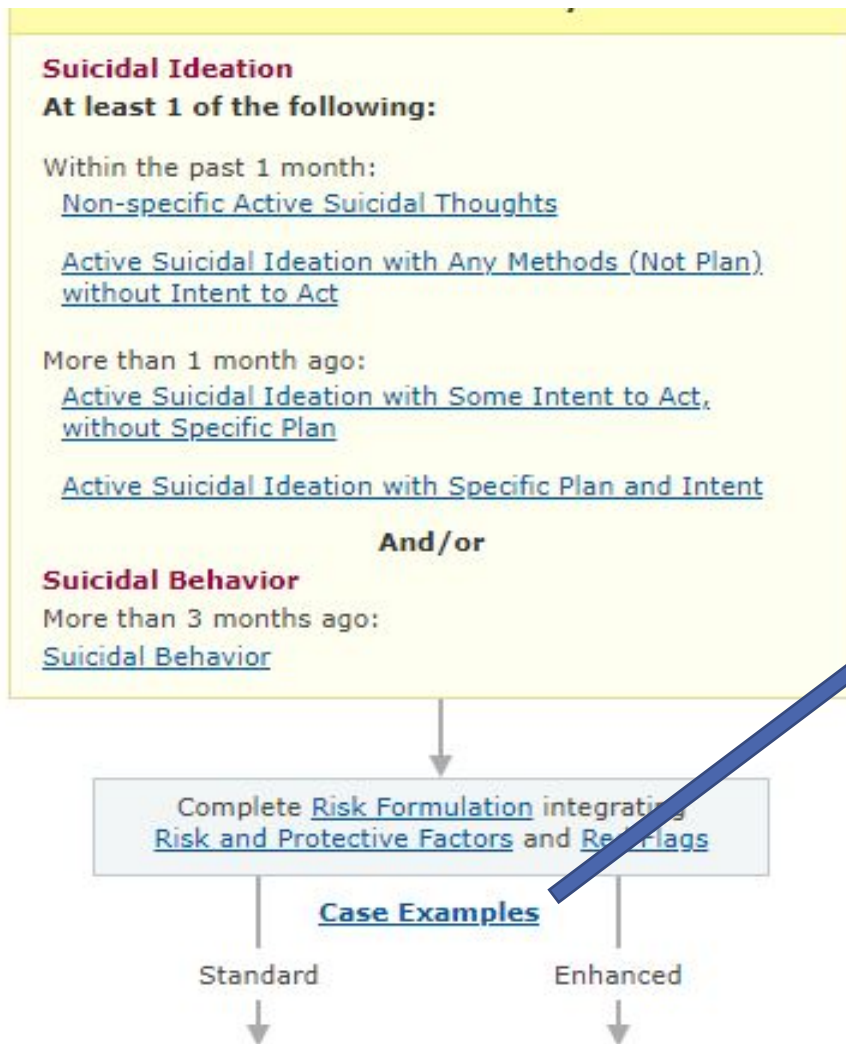 Suicidal Ideation
At least 1 of the following:
Within the past 1 month:
Non-specific Active Suicidal Thoughts
Active Suicidal Ideation with Any Methods (Not Plan)
without Intent to Act
More than 1 month ago:
Active Suicidal Ideation with Some Intent to Act,
without Specific Plan
Active Suicidal Ideation with Specific Plan and Intent
And/or
Suicidal Behavior
More than 3 months ago:
Suicidal Behavior
Complete Risk Formulation integrating
Risk and Protective Factors and Red Flags
Case Examples
Standard
Enhanced